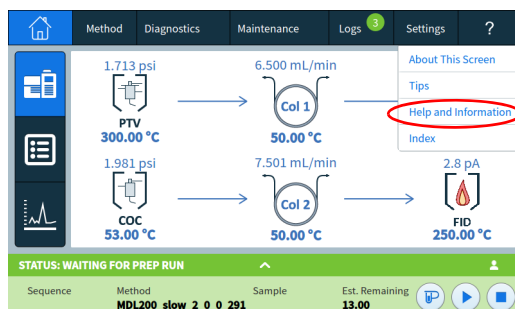 Method Diagnostics Maintenance Logs 3 Settings ?
About This Screen
Tips
Help and Information
Index
1.713 psi 6.500 mL/min
Col 1
PTV
300.00 °C 50.00 °C
1.981 psi 7.501 mL/min 2.8 pA
Col 2
COC FID
53.00 °C 50.00 °C 250.00 °C
STATUS: WAITING FOR PREP RUN
Sequence Method Sample Est. Remaining
MDL200_slow_2_0_0_291 13.00
P